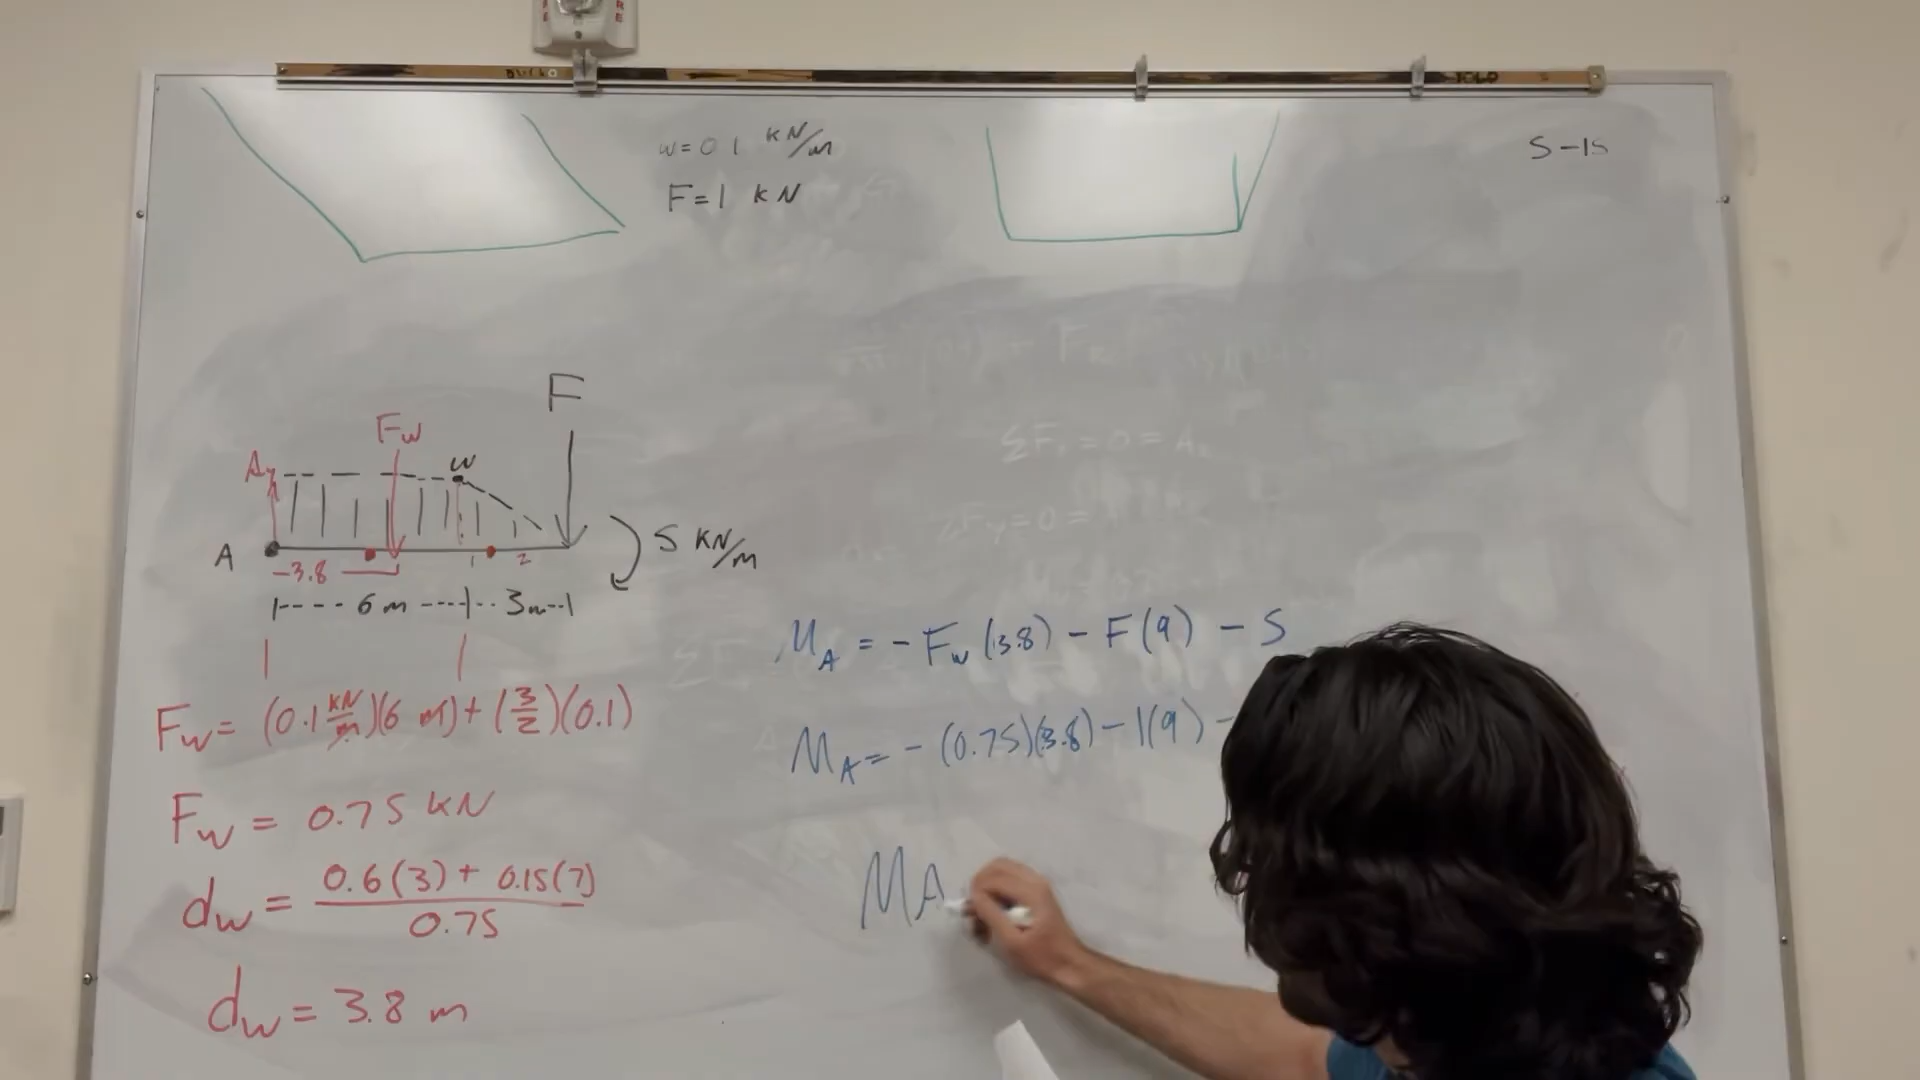 w = 0.1 kN/m
F = 1 kN
S-15
F
Fw
Ay
w
A
5 kN/m
-3.8
1
2
6 m
3m
MA = - Fw (3.8) - F(9) - 5
Fw = (0.1 kN/m)(6 m) + (3/2)(0.1)
MA = - (0.75)(3.8) - 1(9) -
Fw = 0.75 kN
MA
dw = 0.6(3) + 0.15(7) / 0.75
dw = 3.8 m